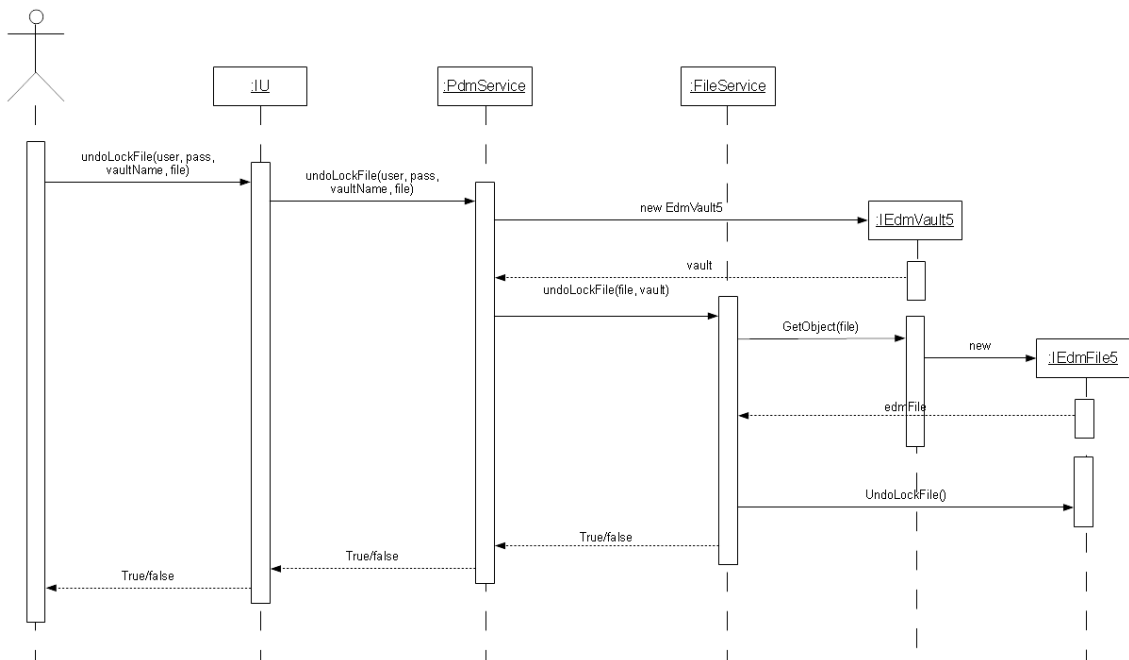 :IU
:PdmService
:FileService
undoLockFile(user, pass,
vaultName, file)
undoLockFile(user, pass,
vaultName, file)
new EdmVault5
:IEdmVault5
vault
undoLockFile(file, vault)
GetObject(file)
new
:IEdmFile5
edmFile
UndoLockFile()
True/false
True/false
True/false